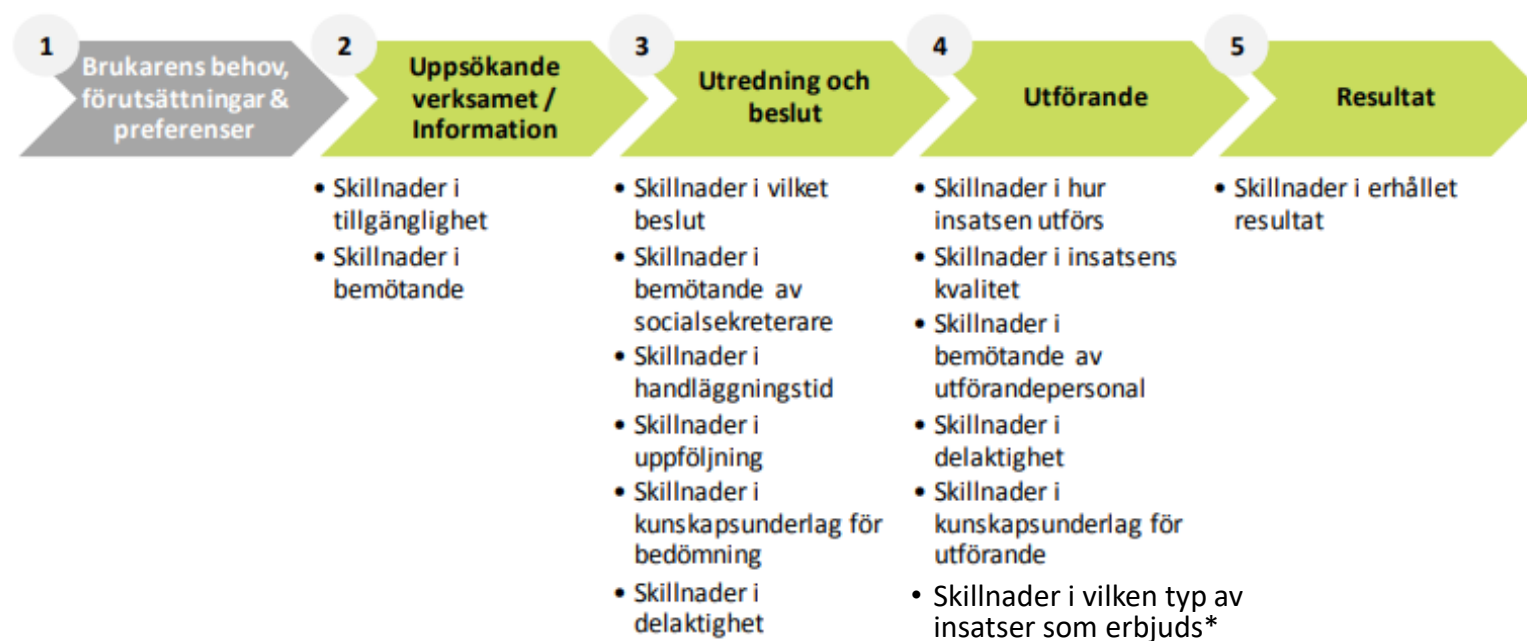 1
Brukarens behov,
förutsättningar &
preferenser
2
Uppsökande
verksamet /
Information
3
Utredning och
beslut
4
Utförande
5
Resultat
• Skillnader i
tillgänglighet
• Skillnader i
bemötande
• Skillnader i vilket
beslut
• Skillnader i
bemötande av
socialsekreterare
• Skillnader i
handläggningstid
• Skillnader i
uppföljning
• Skillnader i
kunskapsunderlag för
bedömning
• Skillnader i
delaktighet
• Skillnader i hur
insatsen utförs
• Skillnader i insatsens
kvalitet
• Skillnader i
bemötande av
utförandepersonal
• Skillnader i
delaktighet
• Skillnader i
kunskapsunderlag för
utförande
• Skillnader i vilken typ av
insatser som erbjuds*
• Skillnader i erhållet
resultat